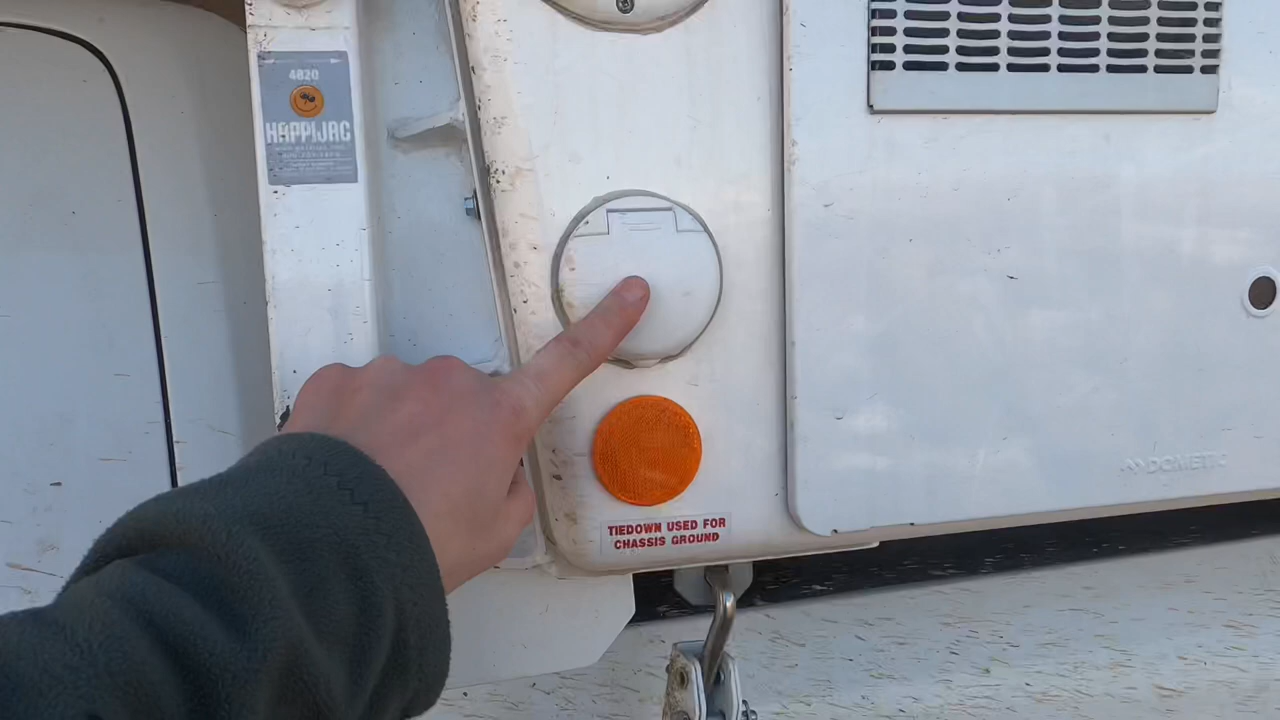 4820
HAPPIJAC
TIEDOWN USED FOR
CHASSIS GROUND
DOMETIC